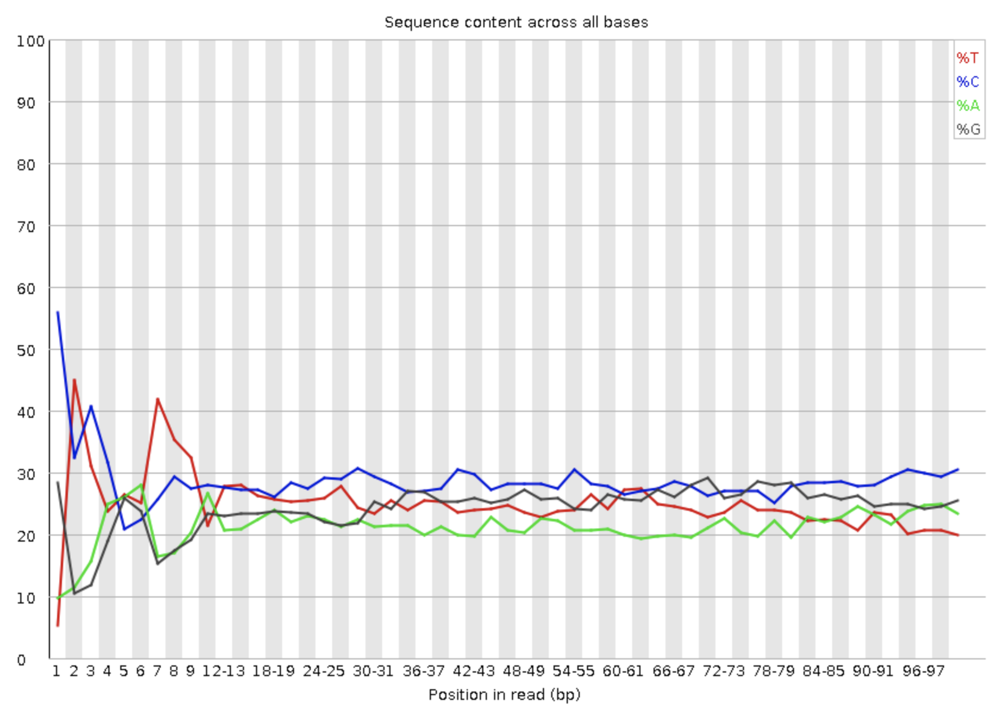 Sequence content across all bases
100
90
80
70
60
50
40
30
20
10
0
%T
%C
%A
%G
1 2 3 4 5 6 7 8 9 12-13 18-19 24-25 30-31 36-37 42-43 48-49 54-55 60-61 66-67 72-73 78-79 84-85 90-91 96-97
Position in read (bp)